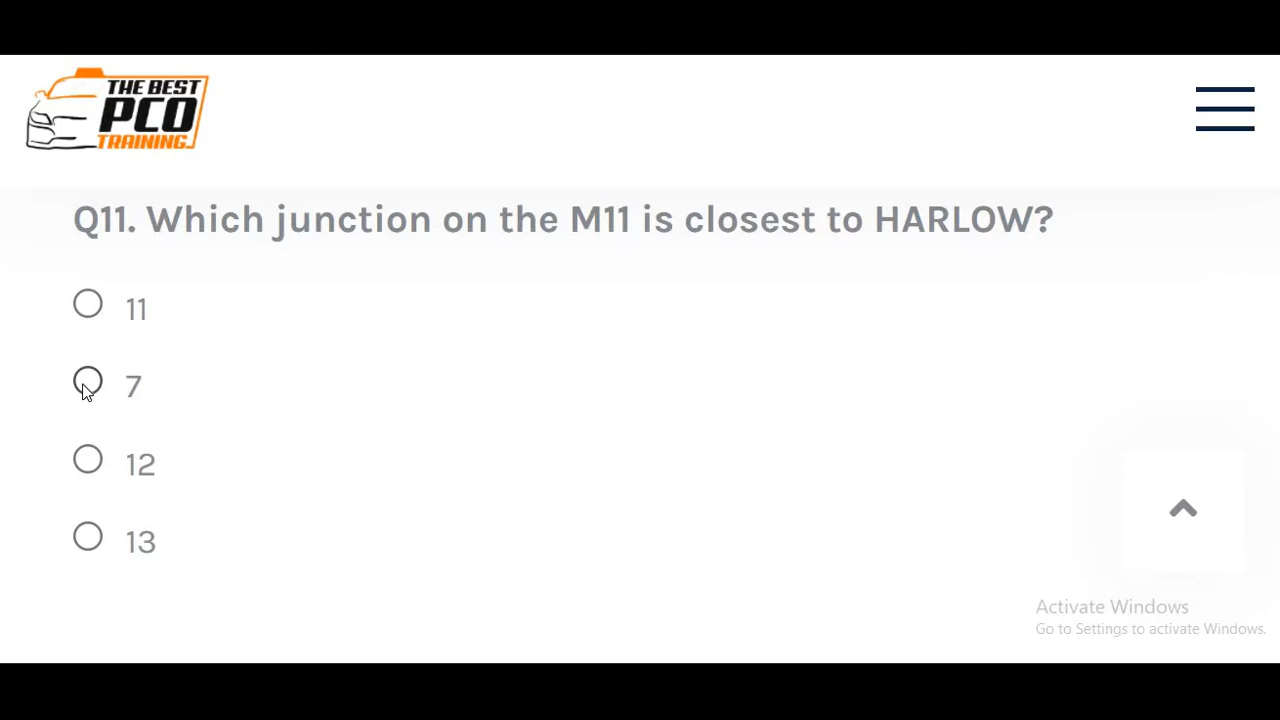 THE BEST
PCO
TRAINING
Q11. Which junction on the M11 is closest to HARLOW?
11
7
12
13
Activate Windows
Go to Settings to activate Windows.